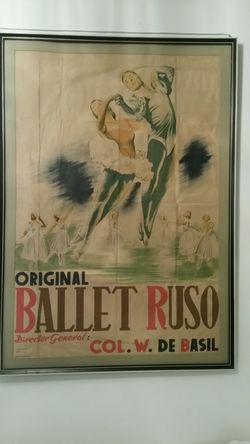 ORIGINAL
BALLET RUSO
Director General:
COL. W. DE BASIL